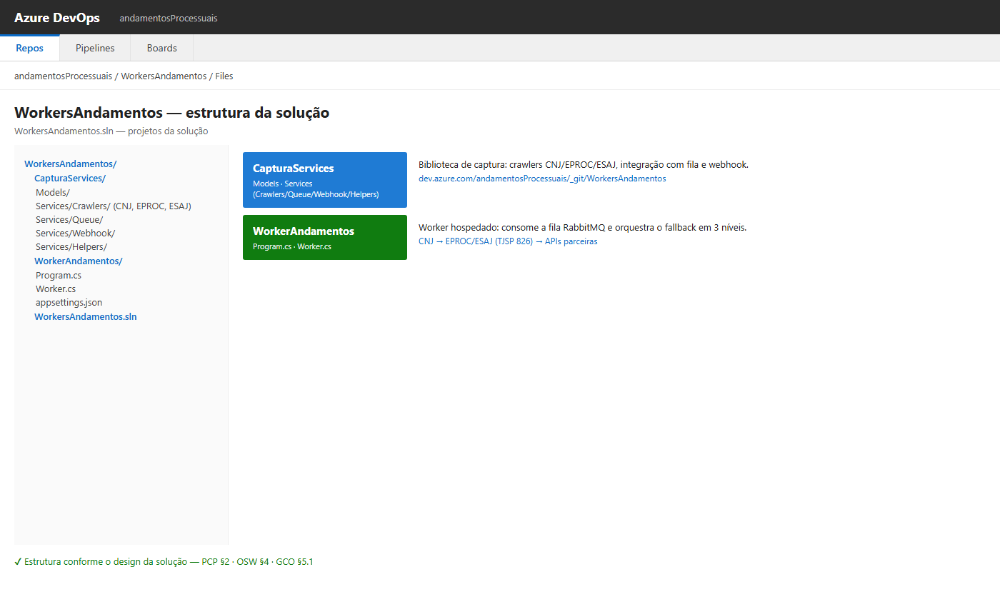 Azure DevOps andamentosProcessuais
Repos Pipelines Boards
andamentosProcessuais / WorkersAndamentos / Files
WorkersAndamentos — estrutura da solução
WorkersAndamentos.sln — projetos da solução
WorkersAndamentos/
CapturaServices/
Models/
Services/Crawlers/ (CNJ, EPROC, ESAJ)
Services/Queue/
Services/Webhook/
Services/Helpers/
WorkerAndamentos/
Program.cs
Worker.cs
appsettings.json
WorkersAndamentos.sln
CapturaServices
Models · Services
(Crawlers/Queue/Webhook/Helpers)
Biblioteca de captura: crawlers CNJ/EPROC/ESAJ, integração com fila e webhook.
dev.azure.com/andamentosProcessuais/_git/WorkersAndamentos
WorkerAndamentos
Program.cs · Worker.cs
Worker hospedado: consome a fila RabbitMQ e orquestra o fallback em 3 níveis.
CNJ → EPROC/ESAJ (TJSP 826) → APIs parceiras
✓ Estrutura conforme o design da solução — PCP §2 · OSW §4 · GCO §5.1